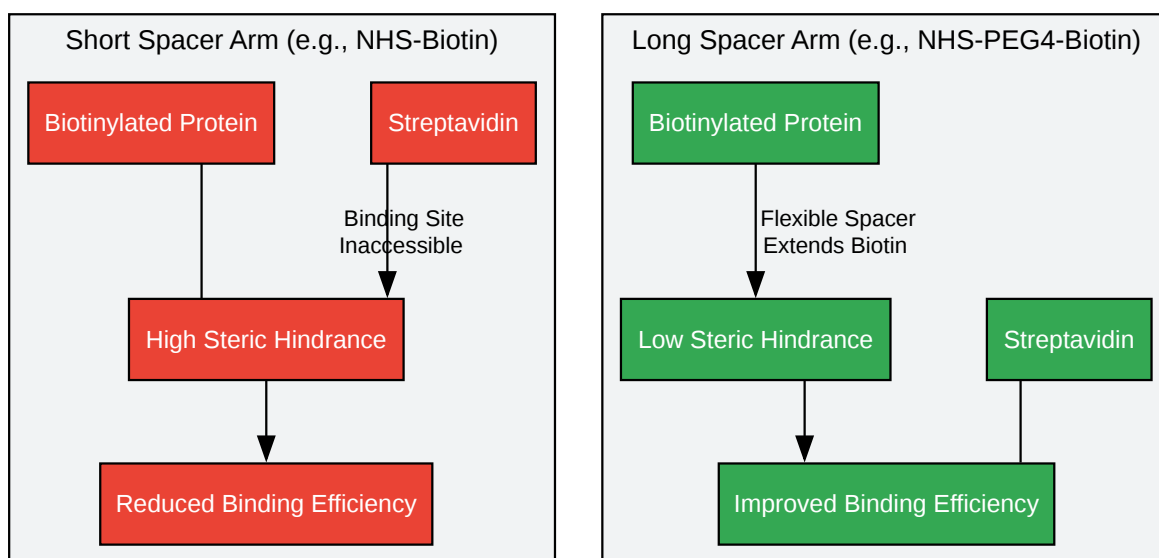 Short Spacer Arm (e.g., NHS-Biotin)
Biotinylated Protein
Streptavidin
Binding Site
Inaccessible
High Steric Hindrance
Reduced Binding Efficiency
Long Spacer Arm (e.g., NHS-PEG4-Biotin)
Biotinylated Protein
Flexible Spacer
Extends Biotin
Low Steric Hindrance
Streptavidin
Improved Binding Efficiency